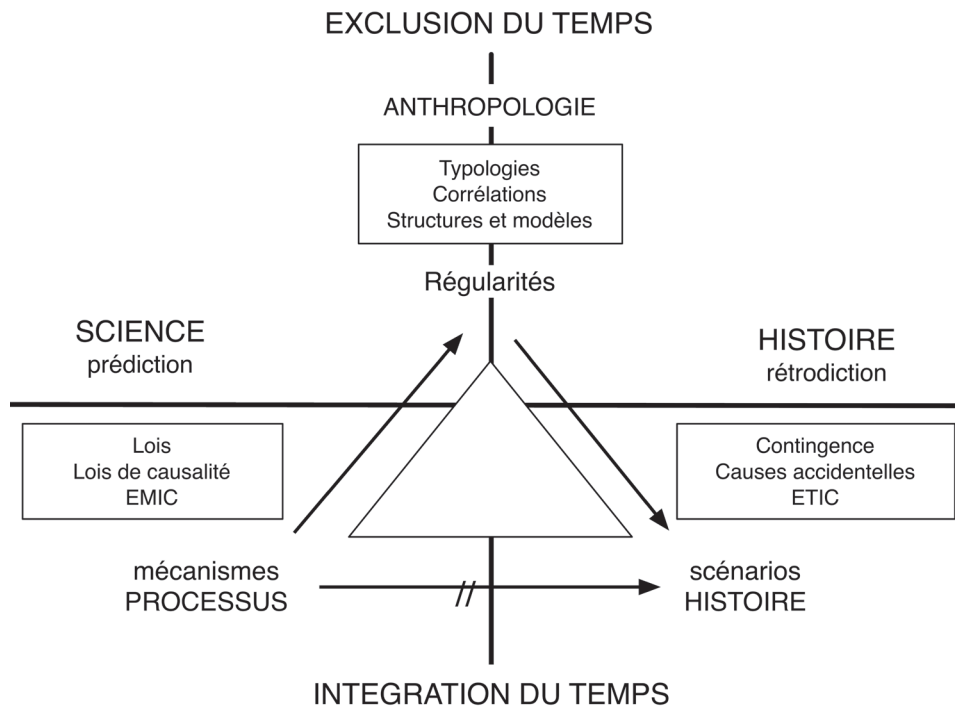 EXCLUSION DU TEMPS
ANTHROPOLOGIE
Typologies
Corrélations
Structures et modèles
Régularités
SCIENCE
prédiction
HISTOIRE
rétrodiction
Lois
Lois de causalité
EMIC
Contingence
Causes accidentelles
ETIC
mécanismes
PROCESSUS
//
scénarios
HISTOIRE
INTEGRATION DU TEMPS